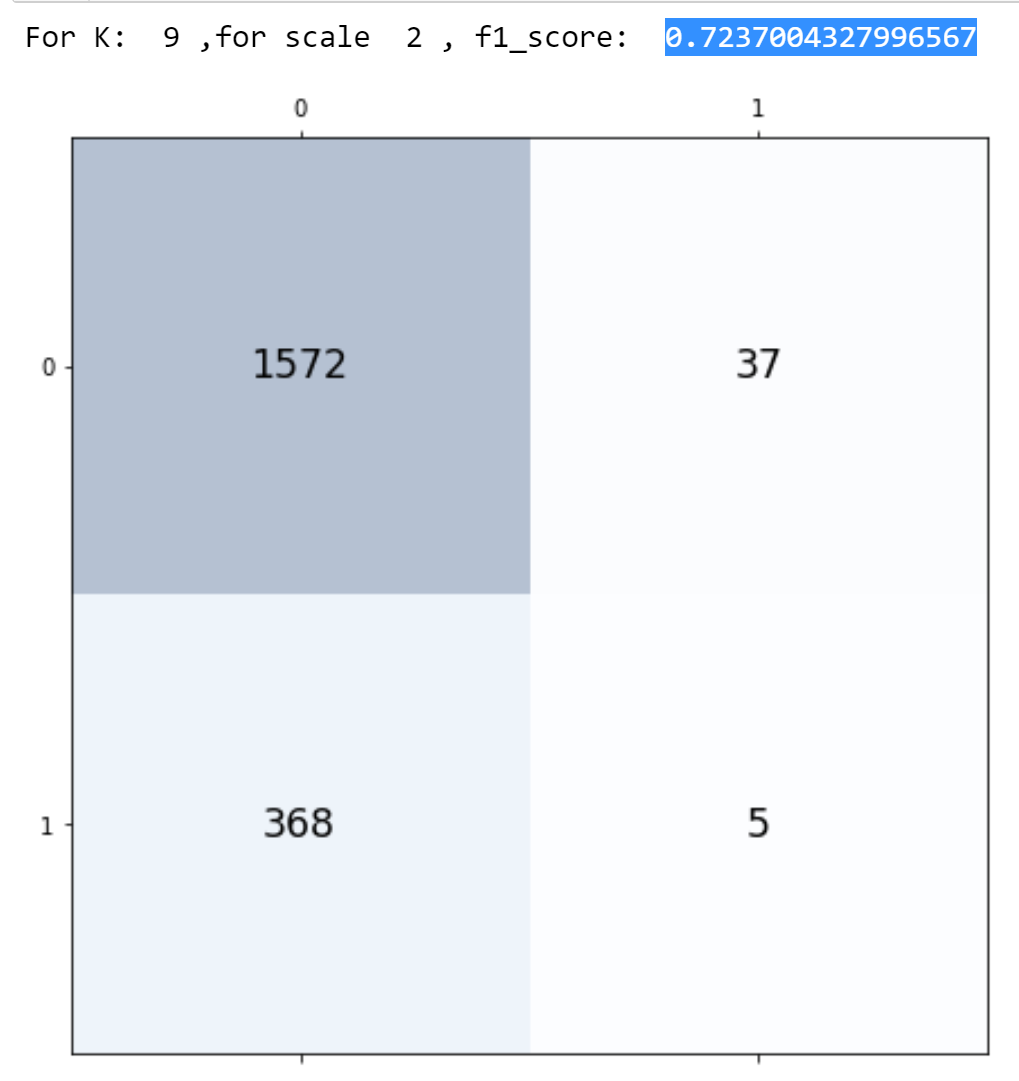 For K:  9 ,for scale  2 , f1_score:  0.7237004327996567
0 1
0 1572 37
1 368 5